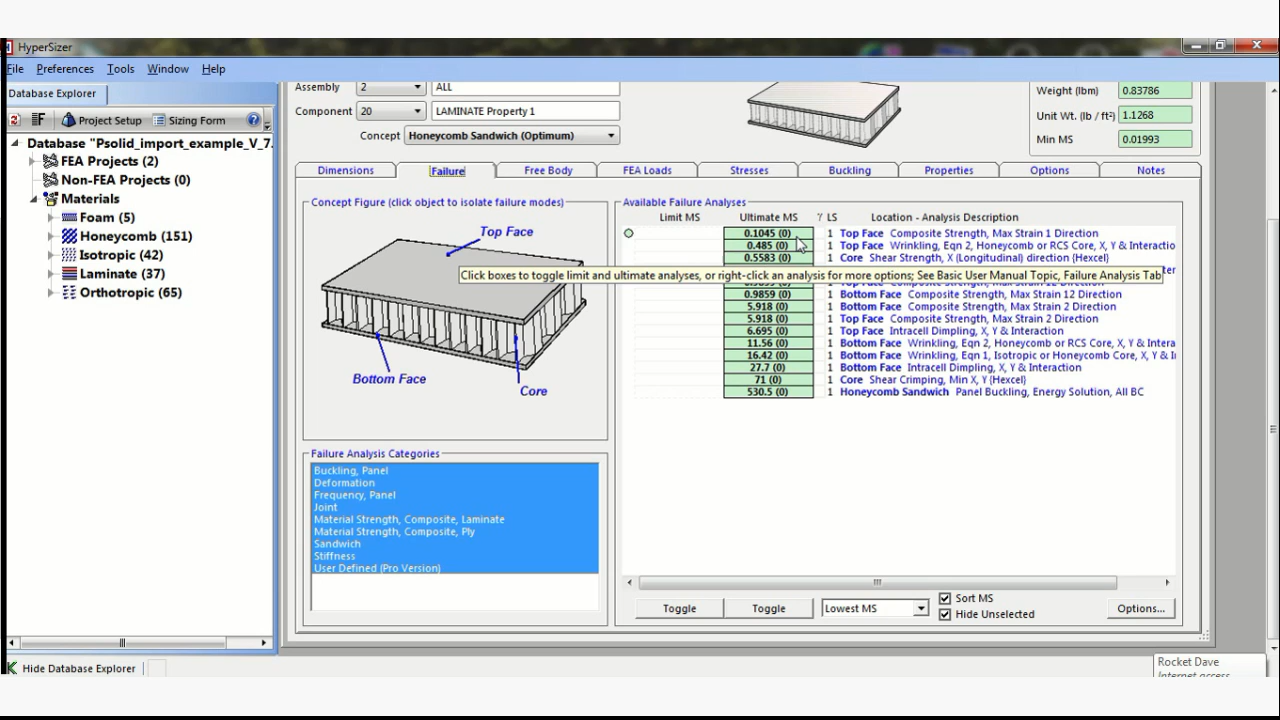 HyperSizer
File Preferences Tools Window Help
Database Explorer
Project Setup Sizing Form
Database "Psolid_import_example_V_7.
FEA Projects (2)
Non-FEA Projects (0)
Materials
Foam (5)
Honeycomb (151)
Isotropic (42)
Laminate (37)
Orthotropic (65)
Hide Database Explorer
Assembly 2 ALL
Component 20 LAMINATE Property 1
Concept Honeycomb Sandwich (Optimum)
Weight (lbm) 0.83786
Unit Wt. (lb / ft²) 1.1268
Min MS 0.01993
Dimensions Failure Free Body FEA Loads Stresses Buckling Properties Options Notes
Concept Figure (click object to isolate failure modes)
Top Face
Bottom Face
Core
Failure Analysis Categories
Buckling, Panel
Deformation
Frequency, Panel
Joint
Material Strength, Composite, Laminate
Material Strength, Composite, Ply
Sandwich
Stiffness
User Defined (Pro Version)
Available Failure Analyses
Limit MS Ultimate MS LS Location - Analysis Description
0.1045 (0) 1 Top Face Composite Strength, Max Strain 1 Direction
0.485 (0) 1 Top Face Wrinkling, Eqn 2, Honeycomb or RCS Core, X, Y & Interactio
0.5583 (0) 1 Core Shear Strength, X (Longitudinal) direction {Hexcel}
Click boxes to toggle limit and ultimate analyses, or right-click an analysis for more options; See Basic User Manual Topic, Failure Analysis Tab
0.9859 (0) 1 Bottom Face Composite Strength, Max Strain 12 Direction
5.918 (0) 1 Bottom Face Composite Strength, Max Strain 2 Direction
5.918 (0) 1 Top Face Composite Strength, Max Strain 2 Direction
6.695 (0) 1 Top Face Intracell Dimpling, X, Y & Interaction
11.56 (0) 1 Bottom Face Wrinkling, Eqn 2, Honeycomb or RCS Core, X, Y & Intera
16.42 (0) 1 Bottom Face Wrinkling, Eqn 1, Isotropic or Honeycomb Core, X, Y & I
27.7 (0) 1 Bottom Face Intracell Dimpling, X, Y & Interaction
71 (0) 1 Core Shear Crimping, Min X, Y {Hexcel}
530.5 (0) 1 Honeycomb Sandwich Panel Buckling, Energy Solution, All BC
Toggle Toggle Lowest MS
Sort MS
Hide Unselected
Options...
Rocket Dave
Internet access